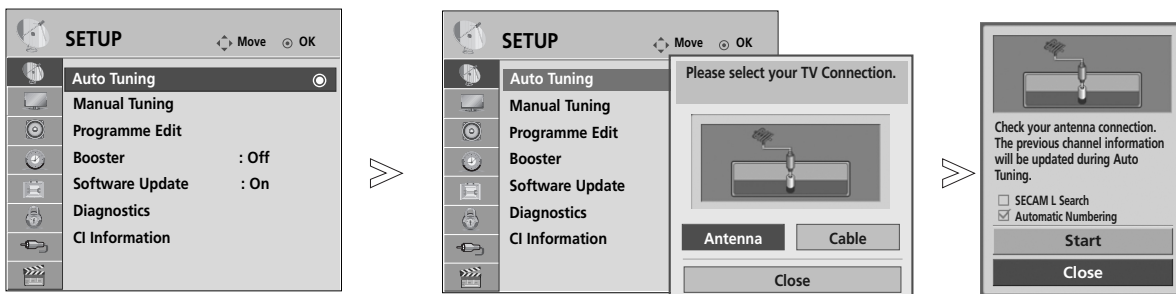 SETUP
Move OK
Auto Tuning
Manual Tuning
Programme Edit
Booster : Off
Software Update : On
Diagnostics
CI Information
SETUP
Move OK
Auto Tuning
Manual Tuning
Programme Edit
Booster
Software Update
Diagnostics
CI Information
Please select your TV Connection.
Antenna Cable
Close
Check your antenna connection.
The previous channel information
will be updated during Auto
Tuning.
SECAM L Search
Automatic Numbering
Start
Close